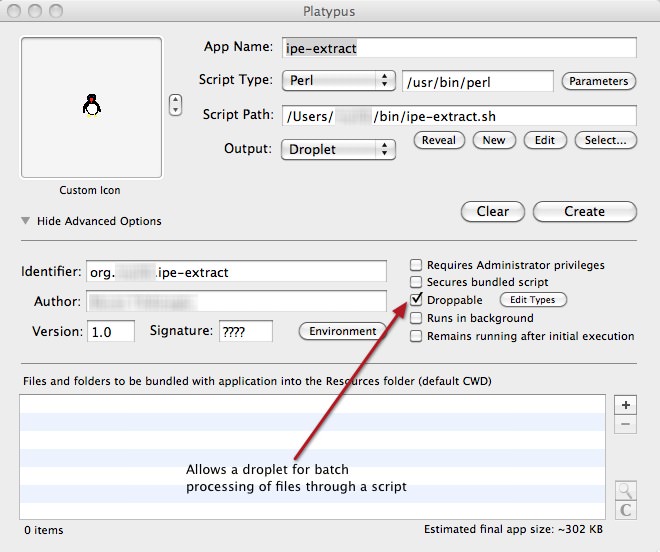 Platypus
App Name: ipe-extract
Script Type: Perl /usr/bin/perl Parameters
Script Path: /Users/ /bin/ipe-extract.sh
Reveal New Edit Select...
Output: Droplet
Custom Icon
Hide Advanced Options
Clear Create
Identifier: org. .ipe-extract
Author:
Version: 1.0 Signature: ???? Environment
Requires Administrator privileges
Secures bundled script
Droppable Edit Types
Runs in background
Remains running after initial execution
Files and folders to be bundled with application into the Resources folder (default CWD)
+
−
Allows a droplet for batch
processing of files through a script
C
0 items
Estimated final app size: ~302 KB